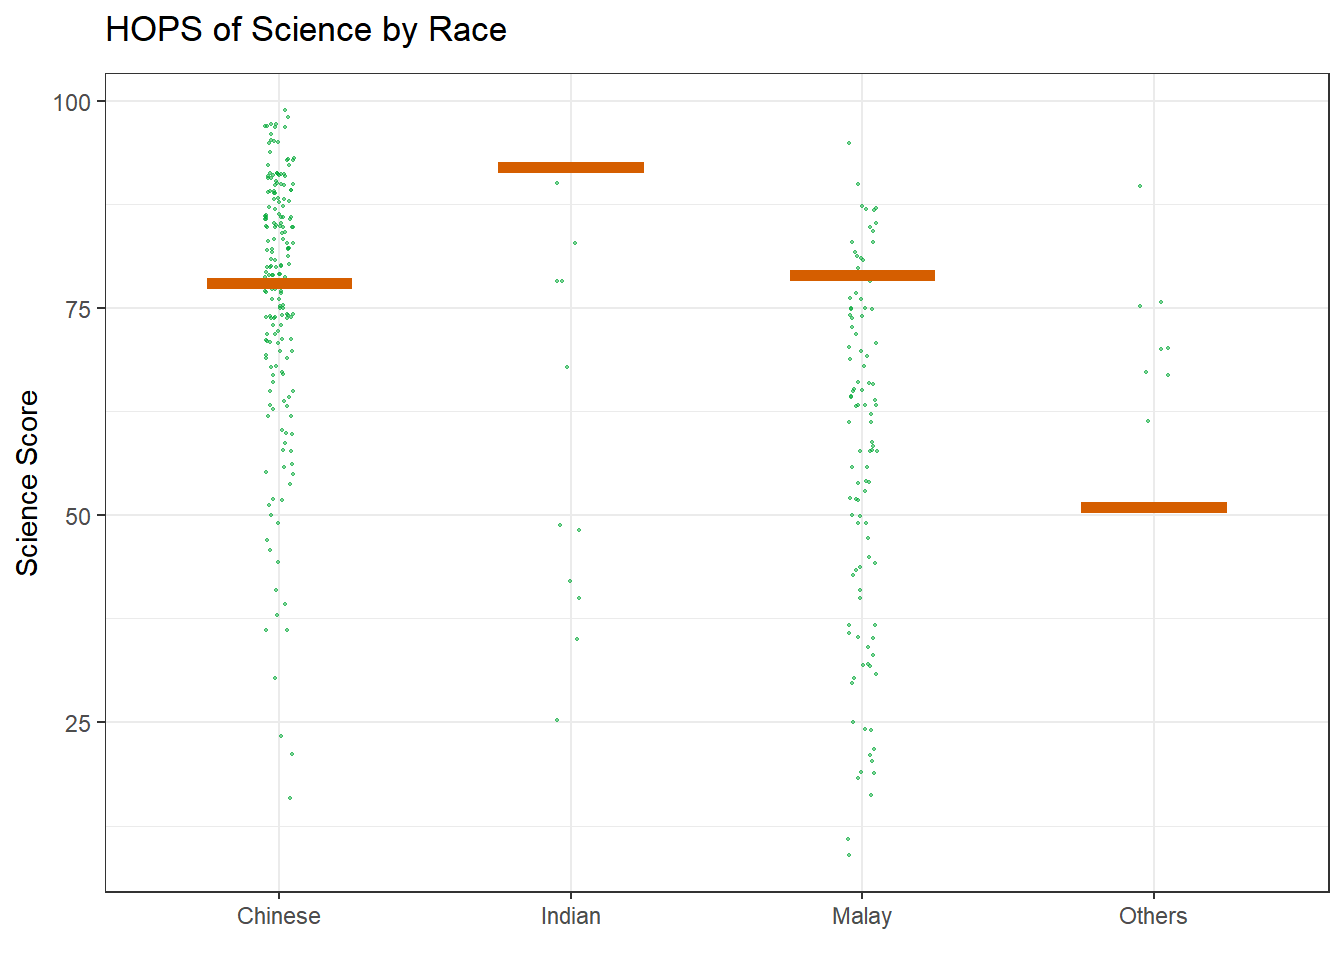 HOPS of Science by Race
Science Score
100
75
50
25
Chinese
Indian
Malay
Others